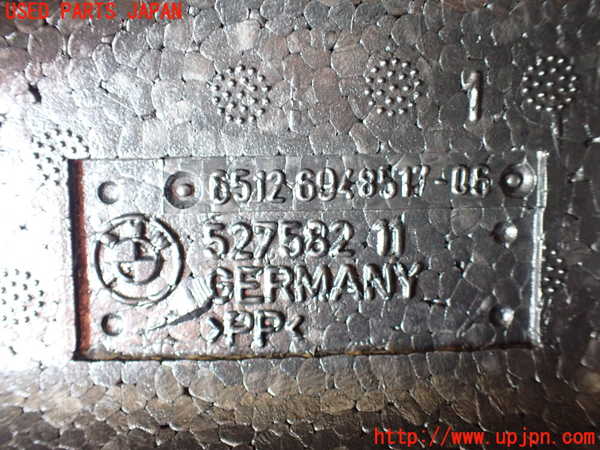 USED PARTS JAPAN
1
6512 6948517-06
527582 11
GERMANY
>PP<
http://www.upjpn.com/